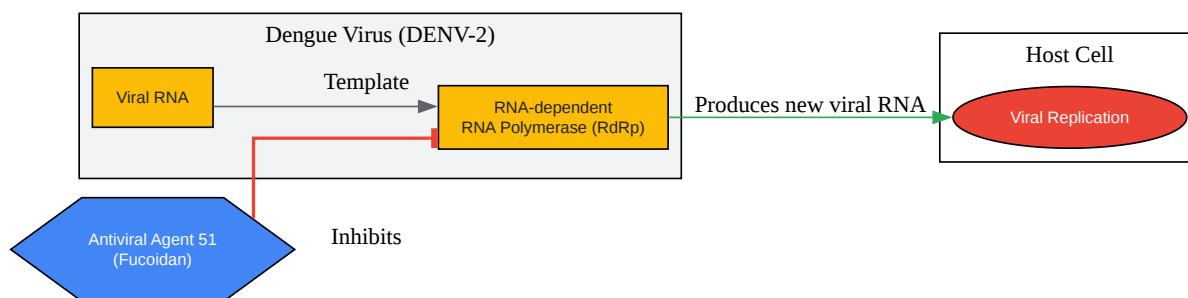 Dengue Virus (DENV-2)
Host Cell
Viral RNA
Template
RNA-dependent
RNA Polymerase (RdRp)
Produces new viral RNA
Viral Replication
Antiviral Agent 51
(Fucoidan)
Inhibits